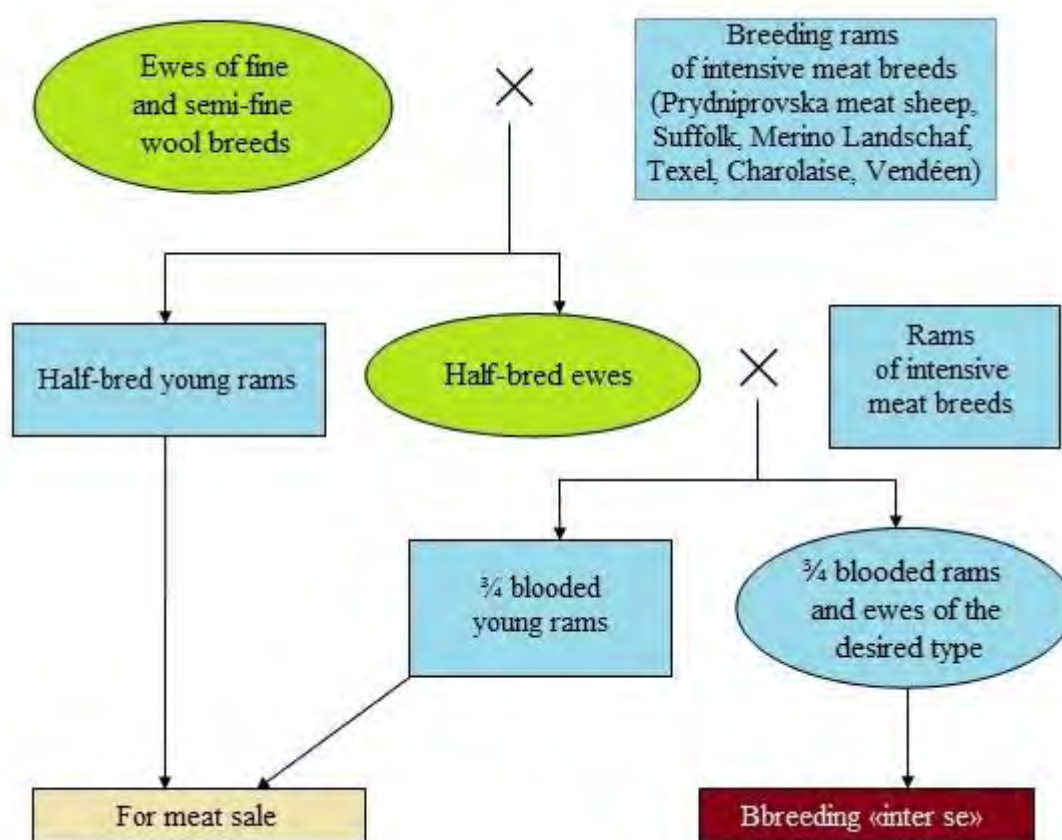 Ewes of fine
and semi-fine
wool breeds
Breeding rams
of intensive meat breeds
(Prydniprovska meat sheep,
Suffolk, Merino Landschaf,
Texel, Charolaise, Vendéen)
Half-bred young rams
Half-bred ewes
Rams
of intensive
meat breeds
¾ blooded
young rams
¾ blooded rams
and ewes of the
desired type
For meat sale
Bbreeding «inter se»